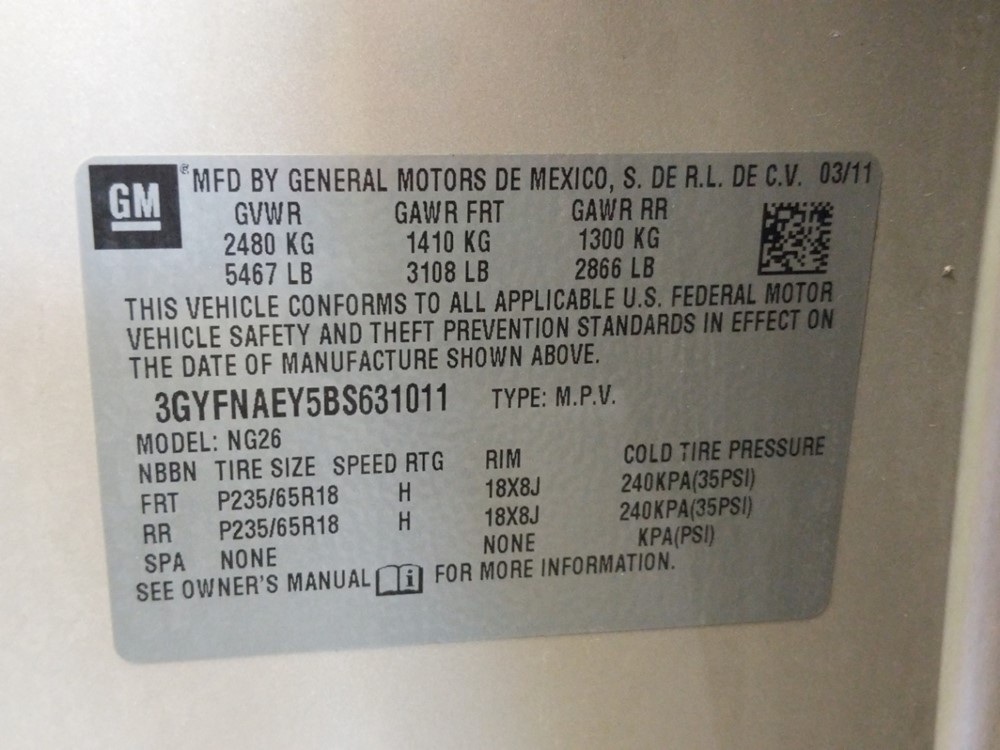 GM ® MFD BY GENERAL MOTORS DE MEXICO, S. DE R.L. DE C.V. 03/11
GVWR GAWR FRT GAWR RR
2480 KG 1410 KG 1300 KG
5467 LB 3108 LB 2866 LB
THIS VEHICLE CONFORMS TO ALL APPLICABLE U.S. FEDERAL MOTOR
VEHICLE SAFETY AND THEFT PREVENTION STANDARDS IN EFFECT ON
THE DATE OF MANUFACTURE SHOWN ABOVE.
3GYFNAEY5BS631011 TYPE: M.P.V.
MODEL: NG26
NBBN TIRE SIZE SPEED RTG RIM COLD TIRE PRESSURE
FRT P235/65R18 H 18X8J 240KPA(35PSI)
RR P235/65R18 H 18X8J 240KPA(35PSI)
SPA NONE NONE KPA(PSI)
SEE OWNER'S MANUAL i FOR MORE INFORMATION.